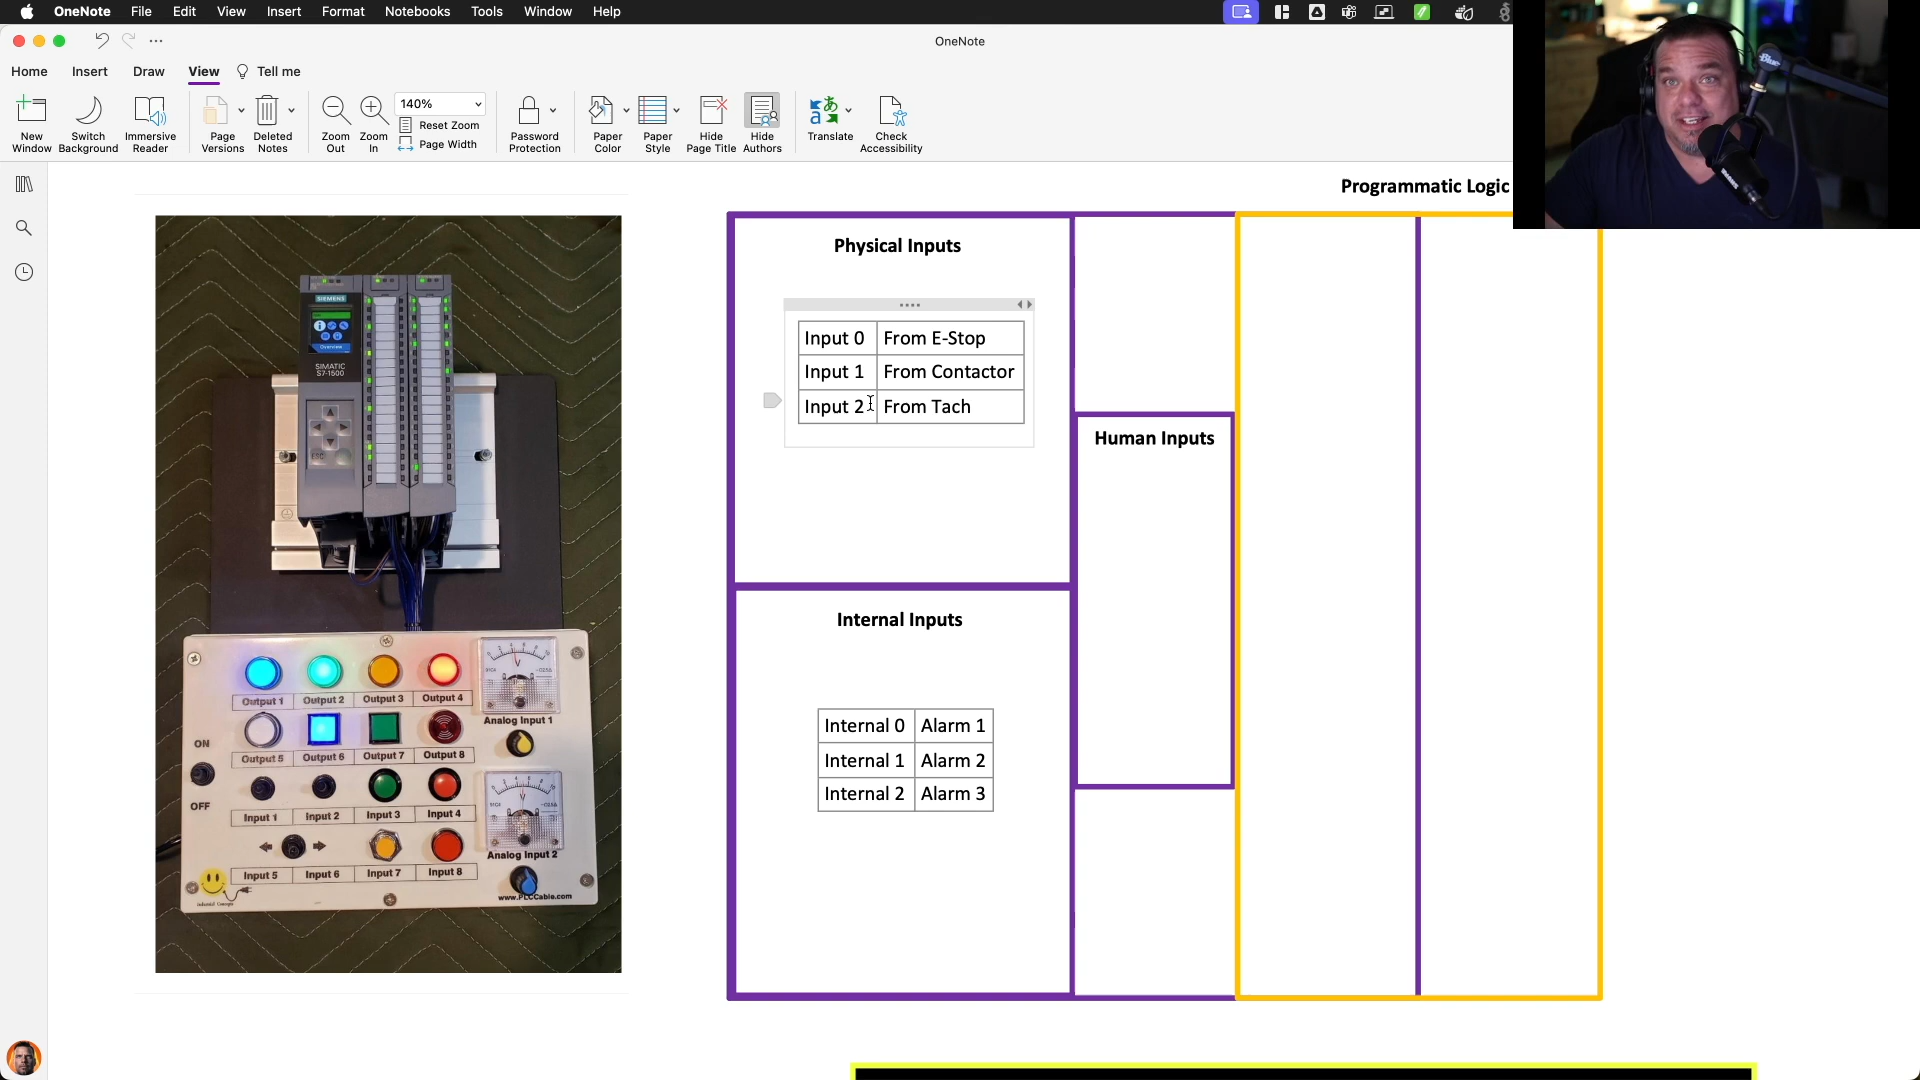 OneNote File Edit View Insert Format Notebooks Tools Window Help
OneNote
Home Insert Draw View Tell me
140%
Reset Zoom
Page Width
New Window
Switch Background
Immersive Reader
Page Versions
Deleted Notes
Zoom Out
Zoom In
Password Protection
Paper Color
Paper Style
Hide Page Title
Hide Authors
Translate
Check Accessibility
Programmatic Logic
Physical Inputs
Input 0 From E-Stop
Input 1 From Contactor
Input 2 From Tach
Human Inputs
Internal Inputs
Internal 0 Alarm 1
Internal 1 Alarm 2
Internal 2 Alarm 3
SIEMENS
Overview
SIMATIC
S7-1500
ESC
Output 1 Output 2 Output 3 Output 4
Analog Input 1
ON
Output 5 Output 6 Output 7 Output 8
OFF
Input 1 Input 2 Input 3 Input 4
Analog Input 2
Input 5 Input 6 Input 7 Input 8
www.PLCCable.com
Blue